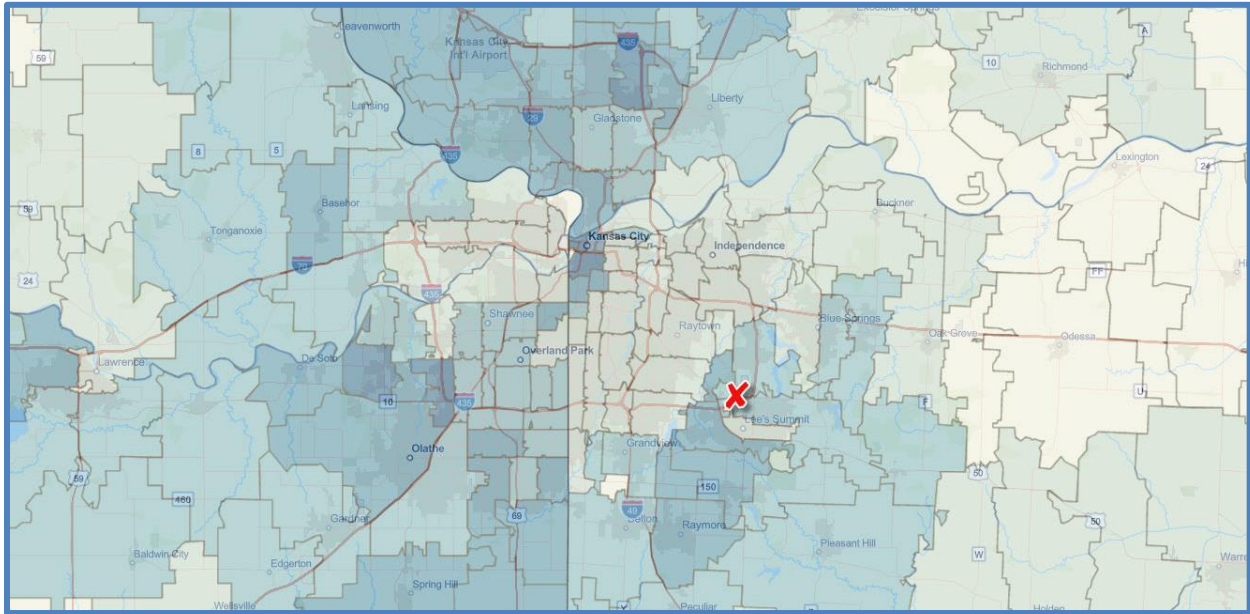 Leavenworth
Kansas City
Int'l Airport
435
Excelsior Springs
A
59
10
Richmond
Lansing
29
Gladstone
Liberty
8
5
435
Lexington
24
59
Basehor
Tonganoxie
Buckner
Kansas City
Independence
70
24
FF
435
Shawnee
Raytown
Blue Springs
Oak Grove
Odessa
Lawrence
De Soto
Overland Park
10
435
U
F
Lee's Summit
Olathe
Grandview
59
460
150
50
49
69
Gardner
Belton
Raymore
50
Baldwin City
Edgerton
Pleasant Hill
W
Spring Hill
Wellsville
Peculiar
Y
Holden